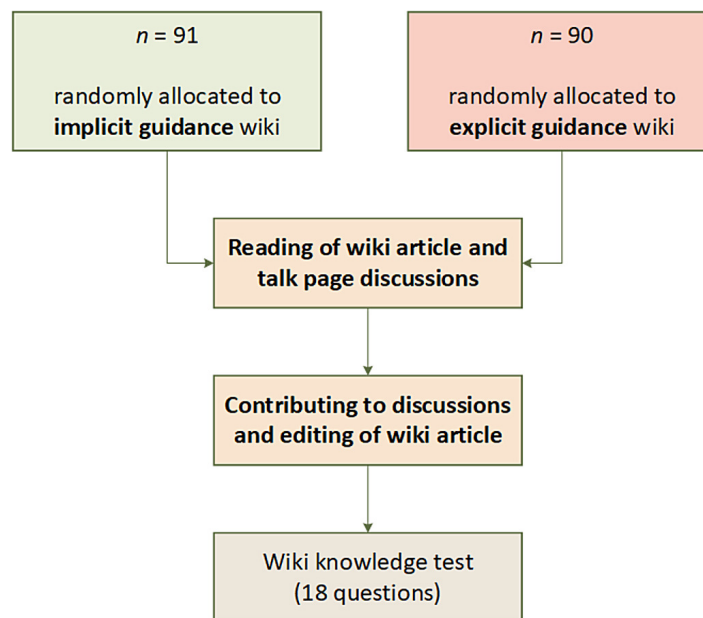 n = 91
randomly allocated to
implicit guidance wiki
n = 90
randomly allocated to
explicit guidance wiki
Reading of wiki article and
talk page discussions
Contributing to discussions
and editing of wiki article
Wiki knowledge test
(18 questions)